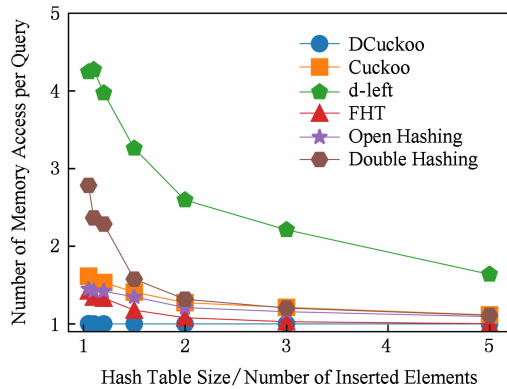 5
4
3
2
1
Number of Memory Access per Query
DCuckoo
Cuckoo
d-left
FHT
Open Hashing
Double Hashing
1 2 3 4 5
Hash Table Size/Number of Inserted Elements